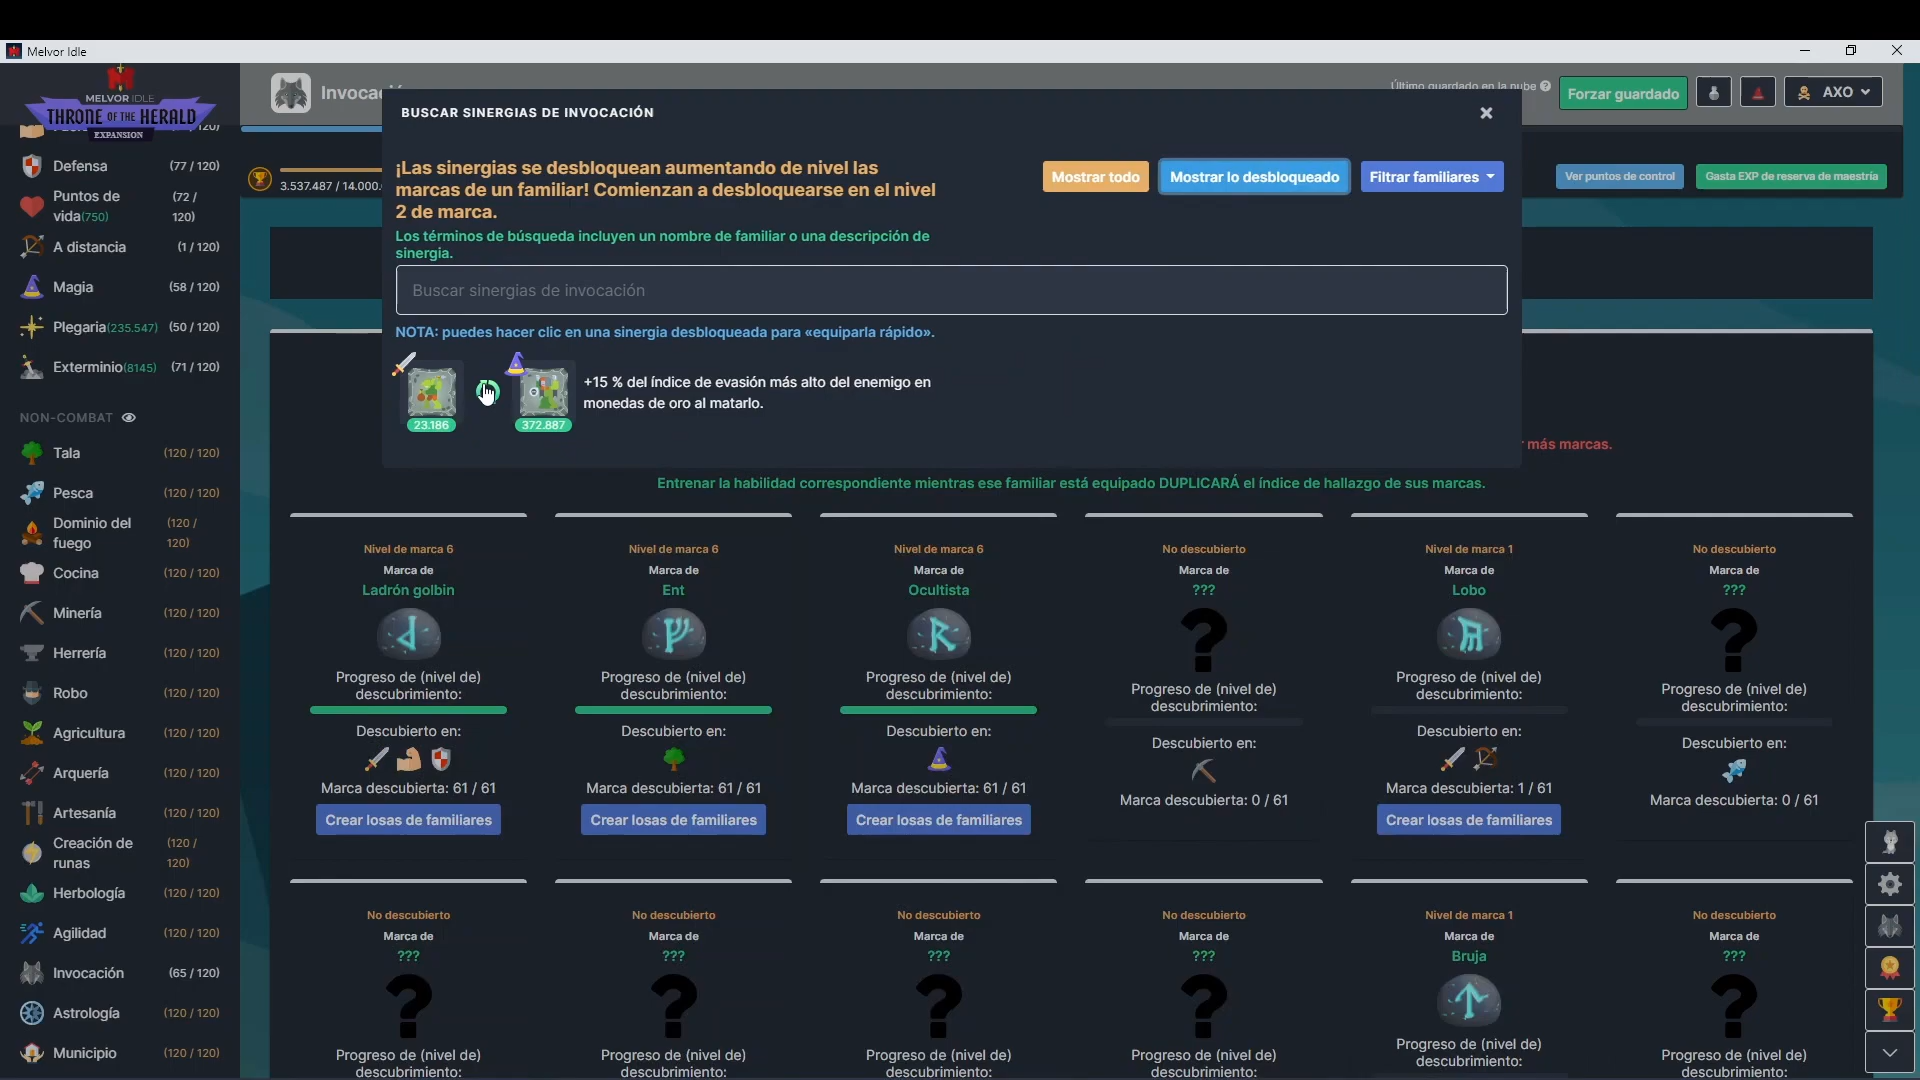 Melvor Idle
MELVOR IDLE
THRONE OF THE HERALD
EXPANSION
Defensa (77 / 120)
Puntos de vida(750) (72 / 120)
A distancia (1 / 120)
Magia (58 / 120)
Plegaria(235.547) (50 / 120)
Exterminio(8145) (71 / 120)
NON-COMBAT
Tala (120 / 120)
Pesca (120 / 120)
Dominio del fuego (120 / 120)
Cocina (120 / 120)
Minería (120 / 120)
Herrería (120 / 120)
Robo (120 / 120)
Agricultura (120 / 120)
Arquería (120 / 120)
Artesanía (120 / 120)
Creación de runas (120 / 120)
Herbología (120 / 120)
Agilidad (120 / 120)
Invocación (65 / 120)
Astrología (120 / 120)
Municipio (120 / 120)
Último guardado en la nube
Forzar guardado
AXO
3.537.487 / 14.000.
Ver puntos de control
Gasta EXP de reserva de maestría
BUSCAR SINERGIAS DE INVOCACIÓN
¡Las sinergias se desbloquean aumentando de nivel las
marcas de un familiar! Comienzan a desbloquearse en el nivel
2 de marca.
Mostrar todo
Mostrar lo desbloqueado
Filtrar familiares
Los términos de búsqueda incluyen un nombre de familiar o una descripción de
sinergia.
Buscar sinergias de invocación
NOTA: puedes hacer clic en una sinergia desbloqueada para «equiparla rápido».
23.186
372.887
+15 % del índice de evasión más alto del enemigo en
monedas de oro al matarlo.
más marcas.
Entrenar la habilidad correspondiente mientras ese familiar está equipado DUPLICARÁ el índice de hallazgo de sus marcas.
Nivel de marca 6
Marca de
Ladrón golbin
Progreso de (nivel de)
descubrimiento:
Descubierto en:
Marca descubierta: 61 / 61
Crear losas de familiares
Nivel de marca 6
Marca de
Ent
Progreso de (nivel de)
descubrimiento:
Descubierto en:
Marca descubierta: 61 / 61
Crear losas de familiares
Nivel de marca 6
Marca de
Ocultista
Progreso de (nivel de)
descubrimiento:
Descubierto en:
Marca descubierta: 61 / 61
Crear losas de familiares
No descubierto
Marca de
???
Progreso de (nivel de)
descubrimiento:
Descubierto en:
Marca descubierta: 0 / 61
Nivel de marca 1
Marca de
Lobo
Progreso de (nivel de)
descubrimiento:
Descubierto en:
Marca descubierta: 1 / 61
Crear losas de familiares
No descubierto
Marca de
???
Progreso de (nivel de)
descubrimiento:
Descubierto en:
Marca descubierta: 0 / 61
No descubierto
Marca de
???
Progreso de (nivel de)
descubrimiento:
No descubierto
Marca de
???
Progreso de (nivel de)
descubrimiento:
No descubierto
Marca de
???
Progreso de (nivel de)
descubrimiento:
No descubierto
Marca de
???
Progreso de (nivel de)
descubrimiento:
Nivel de marca 1
Marca de
Bruja
Progreso de (nivel de)
descubrimiento:
No descubierto
Marca de
???
Progreso de (nivel de)
descubrimiento: